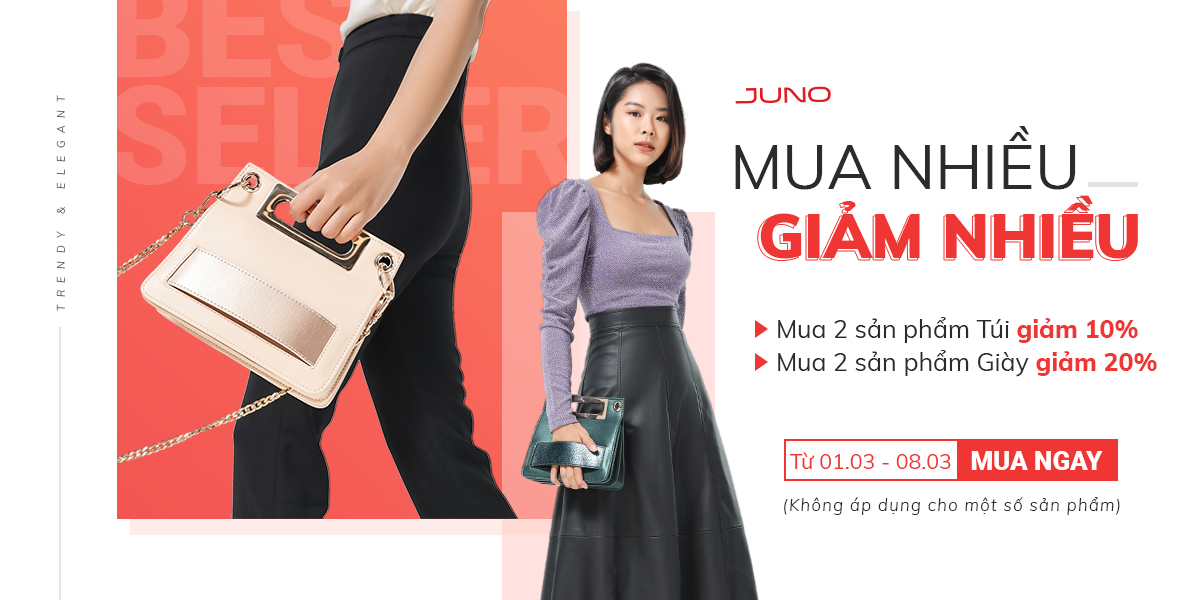 TRENDY & ELEGANT
BEST
SELLER
JUNO
MUA NHIỀU
GIẢM NHIỀU
Mua 2 sản phẩm Túi giảm 10%
Mua 2 sản phẩm Giày giảm 20%
Từ 01.03 - 08.03 MUA NGAY
(Không áp dụng cho một số sản phẩm)